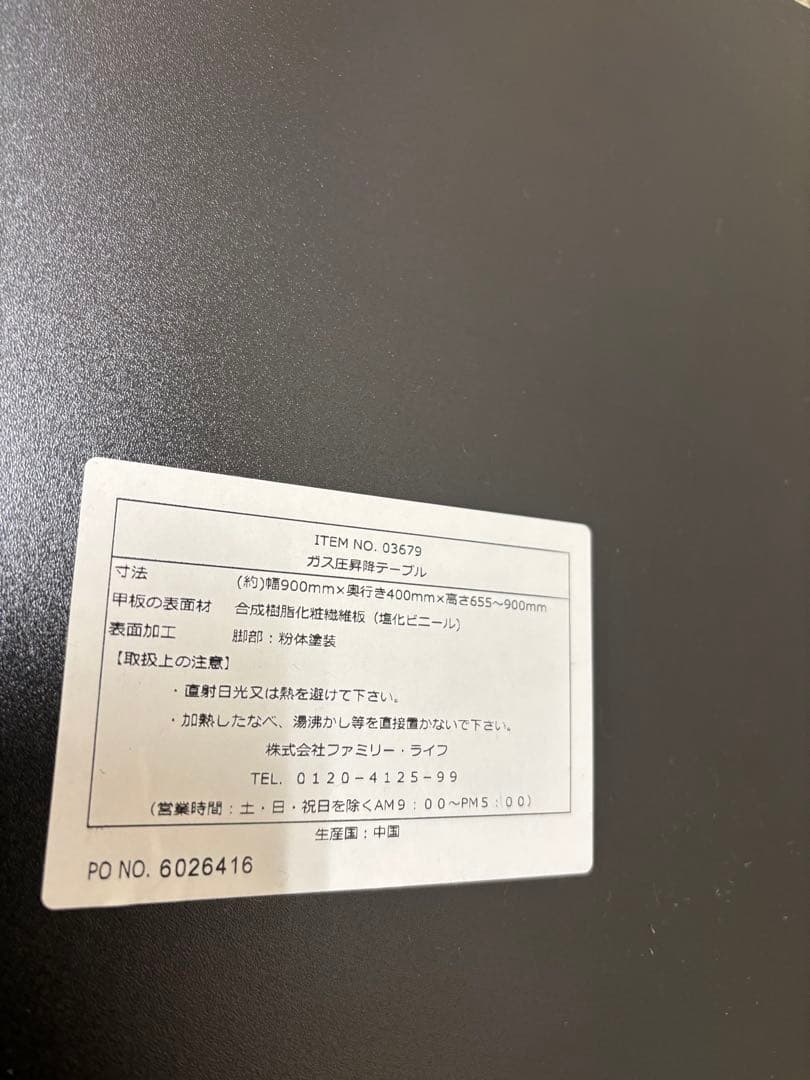 ITEM NO. 03679
ガス圧昇降テーブル
寸法 (約)幅900mm×奥行き400mm×高さ655～900mm
甲板の表面材 合成樹脂化粧繊維板（塩化ビニール）
表面加工 脚部：粉体塗装
【取扱上の注意】
・直射日光又は熱を避けて下さい。
・加熱したなべ、湯沸かし等を直接置かないで下さい。
株式会社ファミリー・ライフ
TEL. 0120-4125-99
（営業時間：土・日・祝日を除くAM9：00～PM5：00）
生産国：中国
PO NO. 6026416